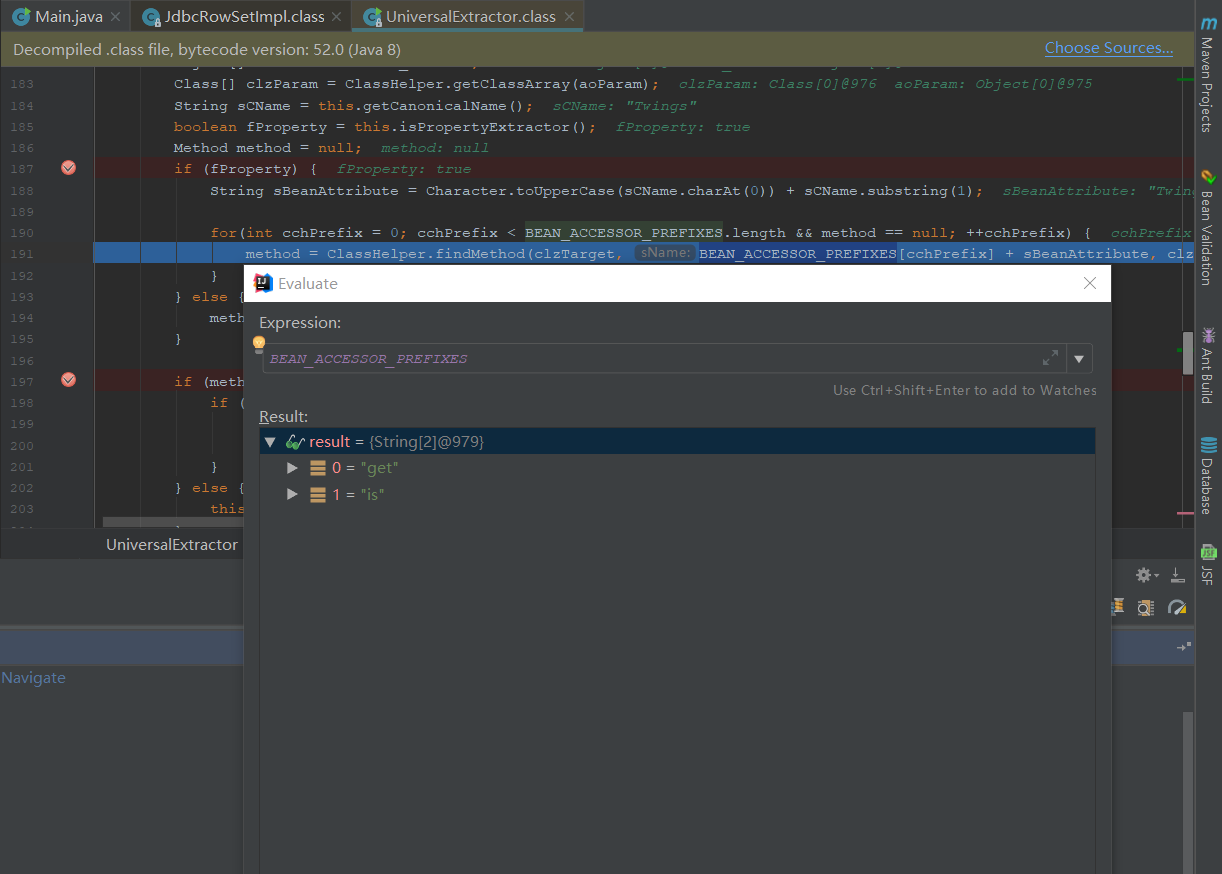 Main.java
JdbcRowSetImpl.class
UniversalExtractor.class
Decompiled .class file, bytecode version: 52.0 (Java 8)
Choose Sources...
183 Class[] clzParam = ClassHelper.getClassArray(aoParam); clzParam: Class[0]@976 aoParam: Object[0]@975
184 String sCName = this.getCanonicalName(); sCName: "Twings"
185 boolean fProperty = this.isPropertyExtractor(); fProperty: true
186 Method method = null; method: null
187 if (fProperty) { fProperty: true
188 String sBeanAttribute = Character.toUpperCase(sCName.charAt(0)) + sCName.substring(1); sBeanAttribute: "Twin
189
190 for(int cchPrefix = 0; cchPrefix < BEAN_ACCESSOR_PREFIXES.length && method == null; ++cchPrefix) { cchPrefix
191 method = ClassHelper.findMethod(clzTarget, sName: BEAN_ACCESSOR_PREFIXES[cchPrefix] + sBeanAttribute, clz
192 }
193 } else {
194 meth
195 }
196
197 if (meth
198 if (
199
200
201 }
202 } else {
203 this
UniversalExtractor
Navigate
Evaluate
Expression:
BEAN_ACCESSOR_PREFIXES
Use Ctrl+Shift+Enter to add to Watches
Result:
result = {String[2]@979}
0 = "get"
1 = "is"
Maven Projects
Bean Validation
Ant Build
Database
JSF